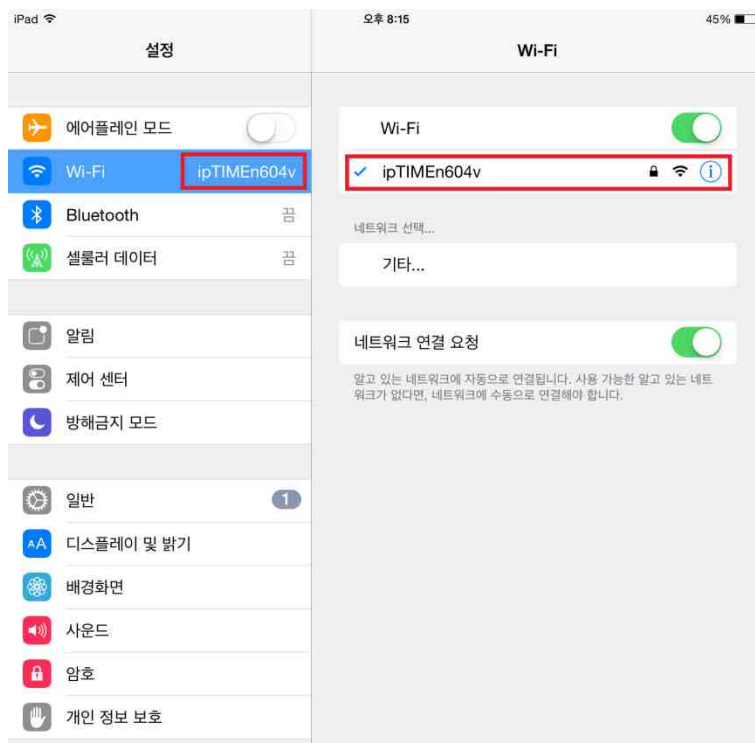 iPad
오후 8:15
45%
설정
Wi-Fi
에어플레인 모드
Wi-Fi
ipTIMEn604v
Bluetooth
끔
셀룰러 데이터
끔
알림
제어 센터
방해금지 모드
일반
1
AA
디스플레이 및 밝기
배경화면
사운드
암호
개인 정보 보호
Wi-Fi
ipTIMEn604v
네트워크 선택...
기타...
네트워크 연결 요청
알고 있는 네트워크에 자동으로 연결됩니다. 사용 가능한 알고 있는 네트
워크가 없다면, 네트워크에 수동으로 연결해야 합니다.